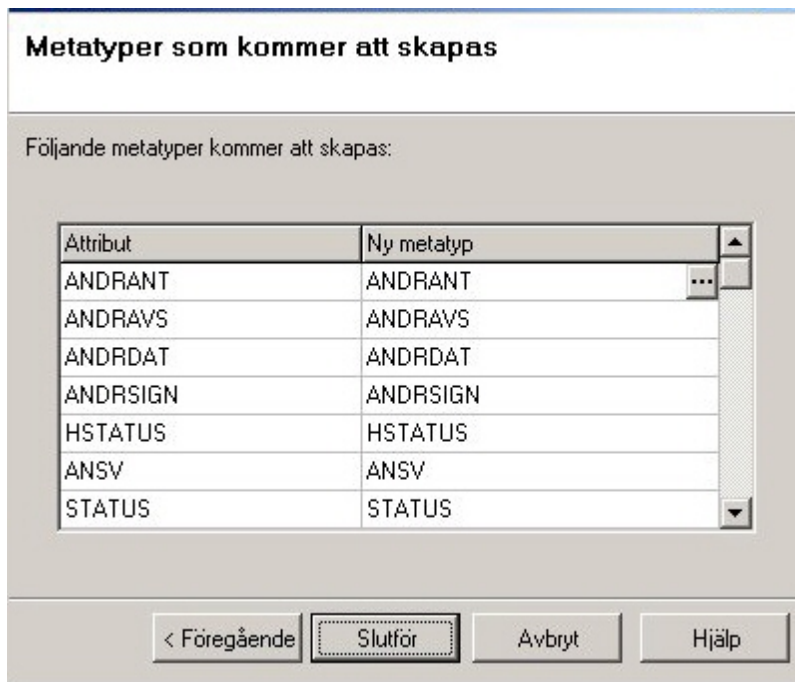 Metatyper som kommer att skapas
Följande metatyper kommer att skapas:
Attribut Ny metatyp
ANDRANT ANDRANT ...
ANDRAVS ANDRAVS
ANDRDAT ANDRDAT
ANDRSIGN ANDRSIGN
HSTATUS HSTATUS
ANSV ANSV
STATUS STATUS
< Föregående Slutför Avbryt Hjälp